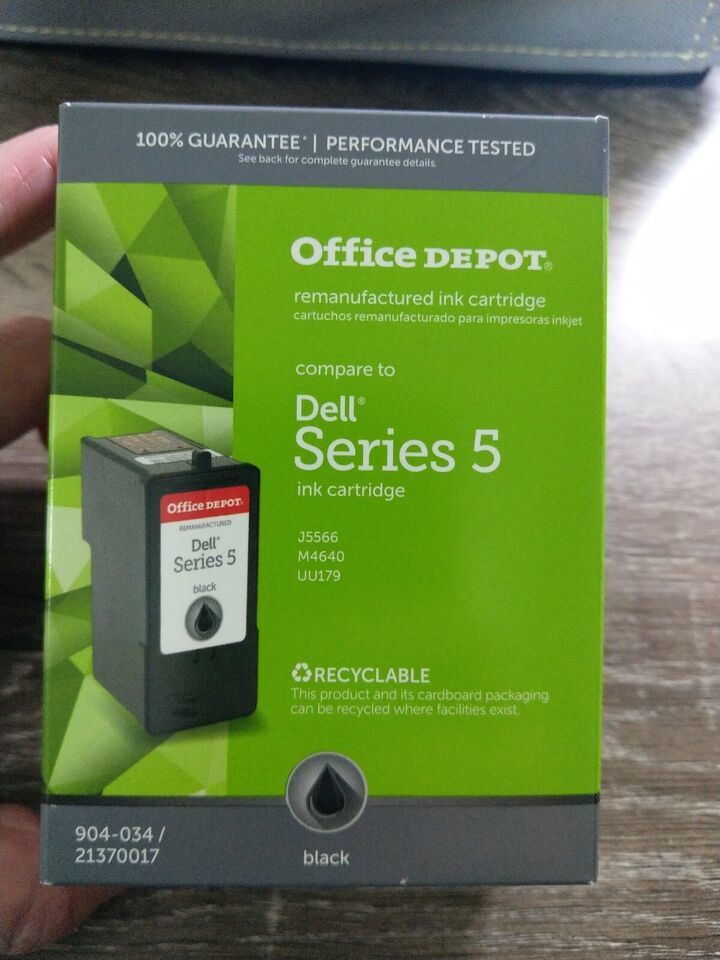 100% GUARANTEE* | PERFORMANCE TESTED
See back for complete guarantee details.
Office DEPOT®
remanufactured ink cartridge
cartuchos remanufacturado para impresoras inkjet
compare to
Dell®
Series 5
ink cartridge
J5566
M4640
UU179
Office DEPOT®
REMANUFACTURED
Dell®
Series 5
black
RECYCLABLE
This product and its cardboard packaging
can be recycled where facilities exist.
904-034 /
21370017
black